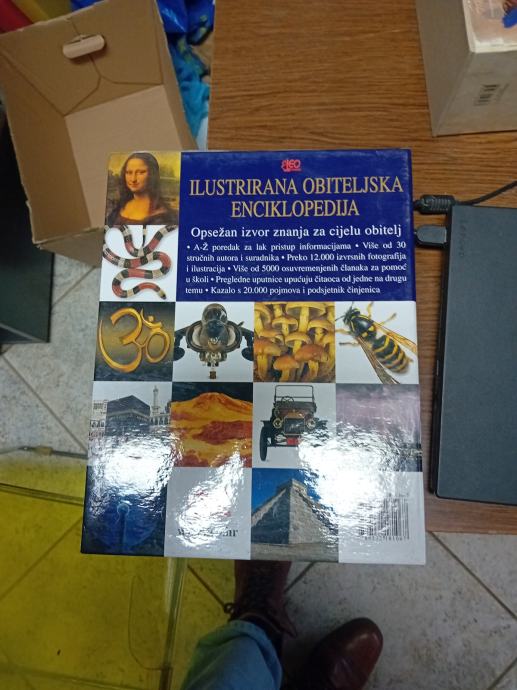 LEO
ILUSTRIRANA OBITELJSKA
ENCIKLOPEDIJA
Opsežan izvor znanja za cijelu obitelj
• A-Ž poredak za lak pristup informacijama • Više od 30
stručnih autora i suradnika • Preko 12.000 izvrsnih fotografija
i ilustracija • Više od 5000 osuvremenjenih članaka za pomoć
u školi • Pregledne uputnice upućuju čitaoca od jedne na drugu
temu • Kazalo s 20.000 pojmova i podsjetnik činjenica